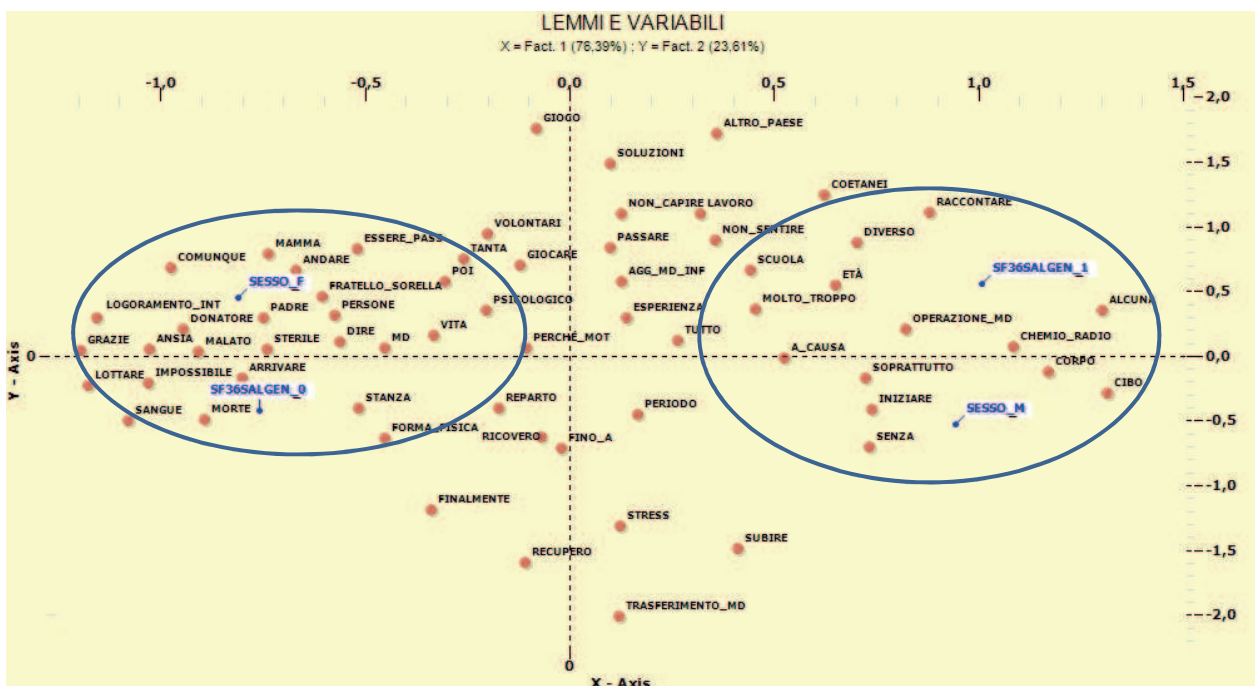 LEMMI E VARIABILI
X = Fact. 1 (76,39%) ; Y = Fact. 2 (23,61%)
-1,0 -0,5 0,0 0,5 1,0 1,5
-2,0
GIOGO
ALTRO_PAESE
SOLUZIONI
-1,5
COETANEI
NON_CAPIRE LAVORO
RACCONTARE
VOLONTARI
-1,0
MAMMA
ESSERE_PASS
NON_SENTIRE
DIVERSO
TANTA
PASSARE
COMUNQUE
ANDARE
GIOCARE
POI
AGG_MD_INF
SCUOLA
SF36SALGEN_1
SESSO_F
FRATELLO_SORELLA
ETÀ
-0,5
LOGORAMENTO_INT
PADRE
PERSONE
PSICOLOGICO
ESPERIENZA
MOLTO_TROPPO
ALCUNA
DONATORE
OPERAZIONE_MD
DIRE
VITA
TUTTO
GRAZIE
ANSIA
MALATO
STERILE
MD
PERCHÉ_MOT
A_CAUSA
CHEMIO_RADIO
Y - Axis
0
0,0
LOTTARE
IMPOSSIBILE
ARRIVARE
SOPRATTUTTO
CORPO
SF36SALGEN_0
CIBO
SANGUE
MORTE
STANZA
REPARTO
PERIODO
INIZIARE
SESSO_M
-0,5
FORMA_FISICA
RICOVERO
FINO_A
SENZA
-1,0
FINALMENTE
STRESS
RECUPERO
SUBIRE
-1,5
TRASFERIMENTO_MD
-2,0
0
X - Axis